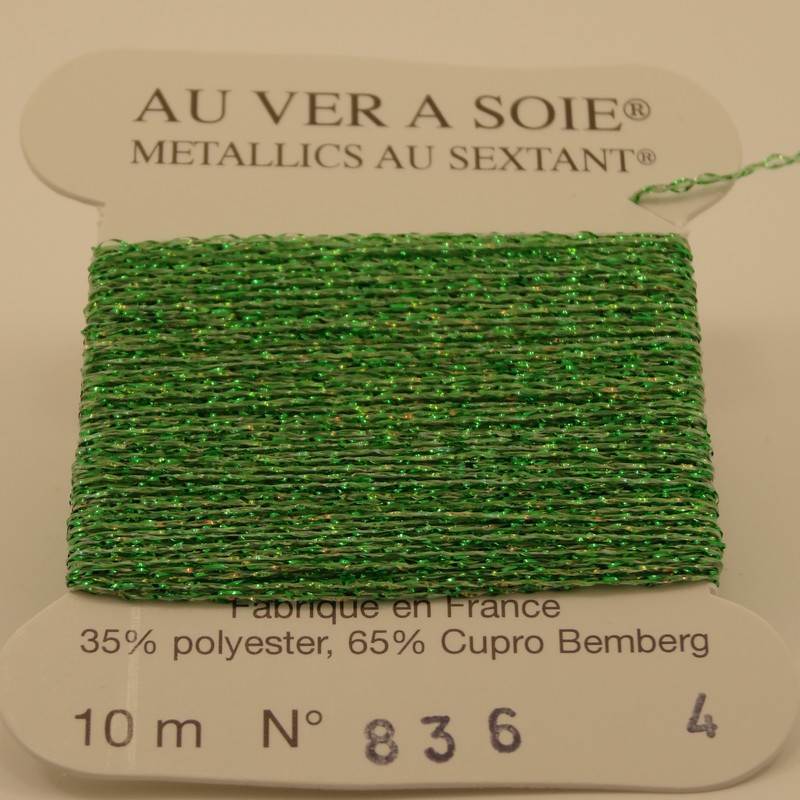 AU VER A SOIE®
METALLICS AU SEXTANT®
Fabriqué en France
35% polyester, 65% Cupro Bemberg
10 m N° 836 4